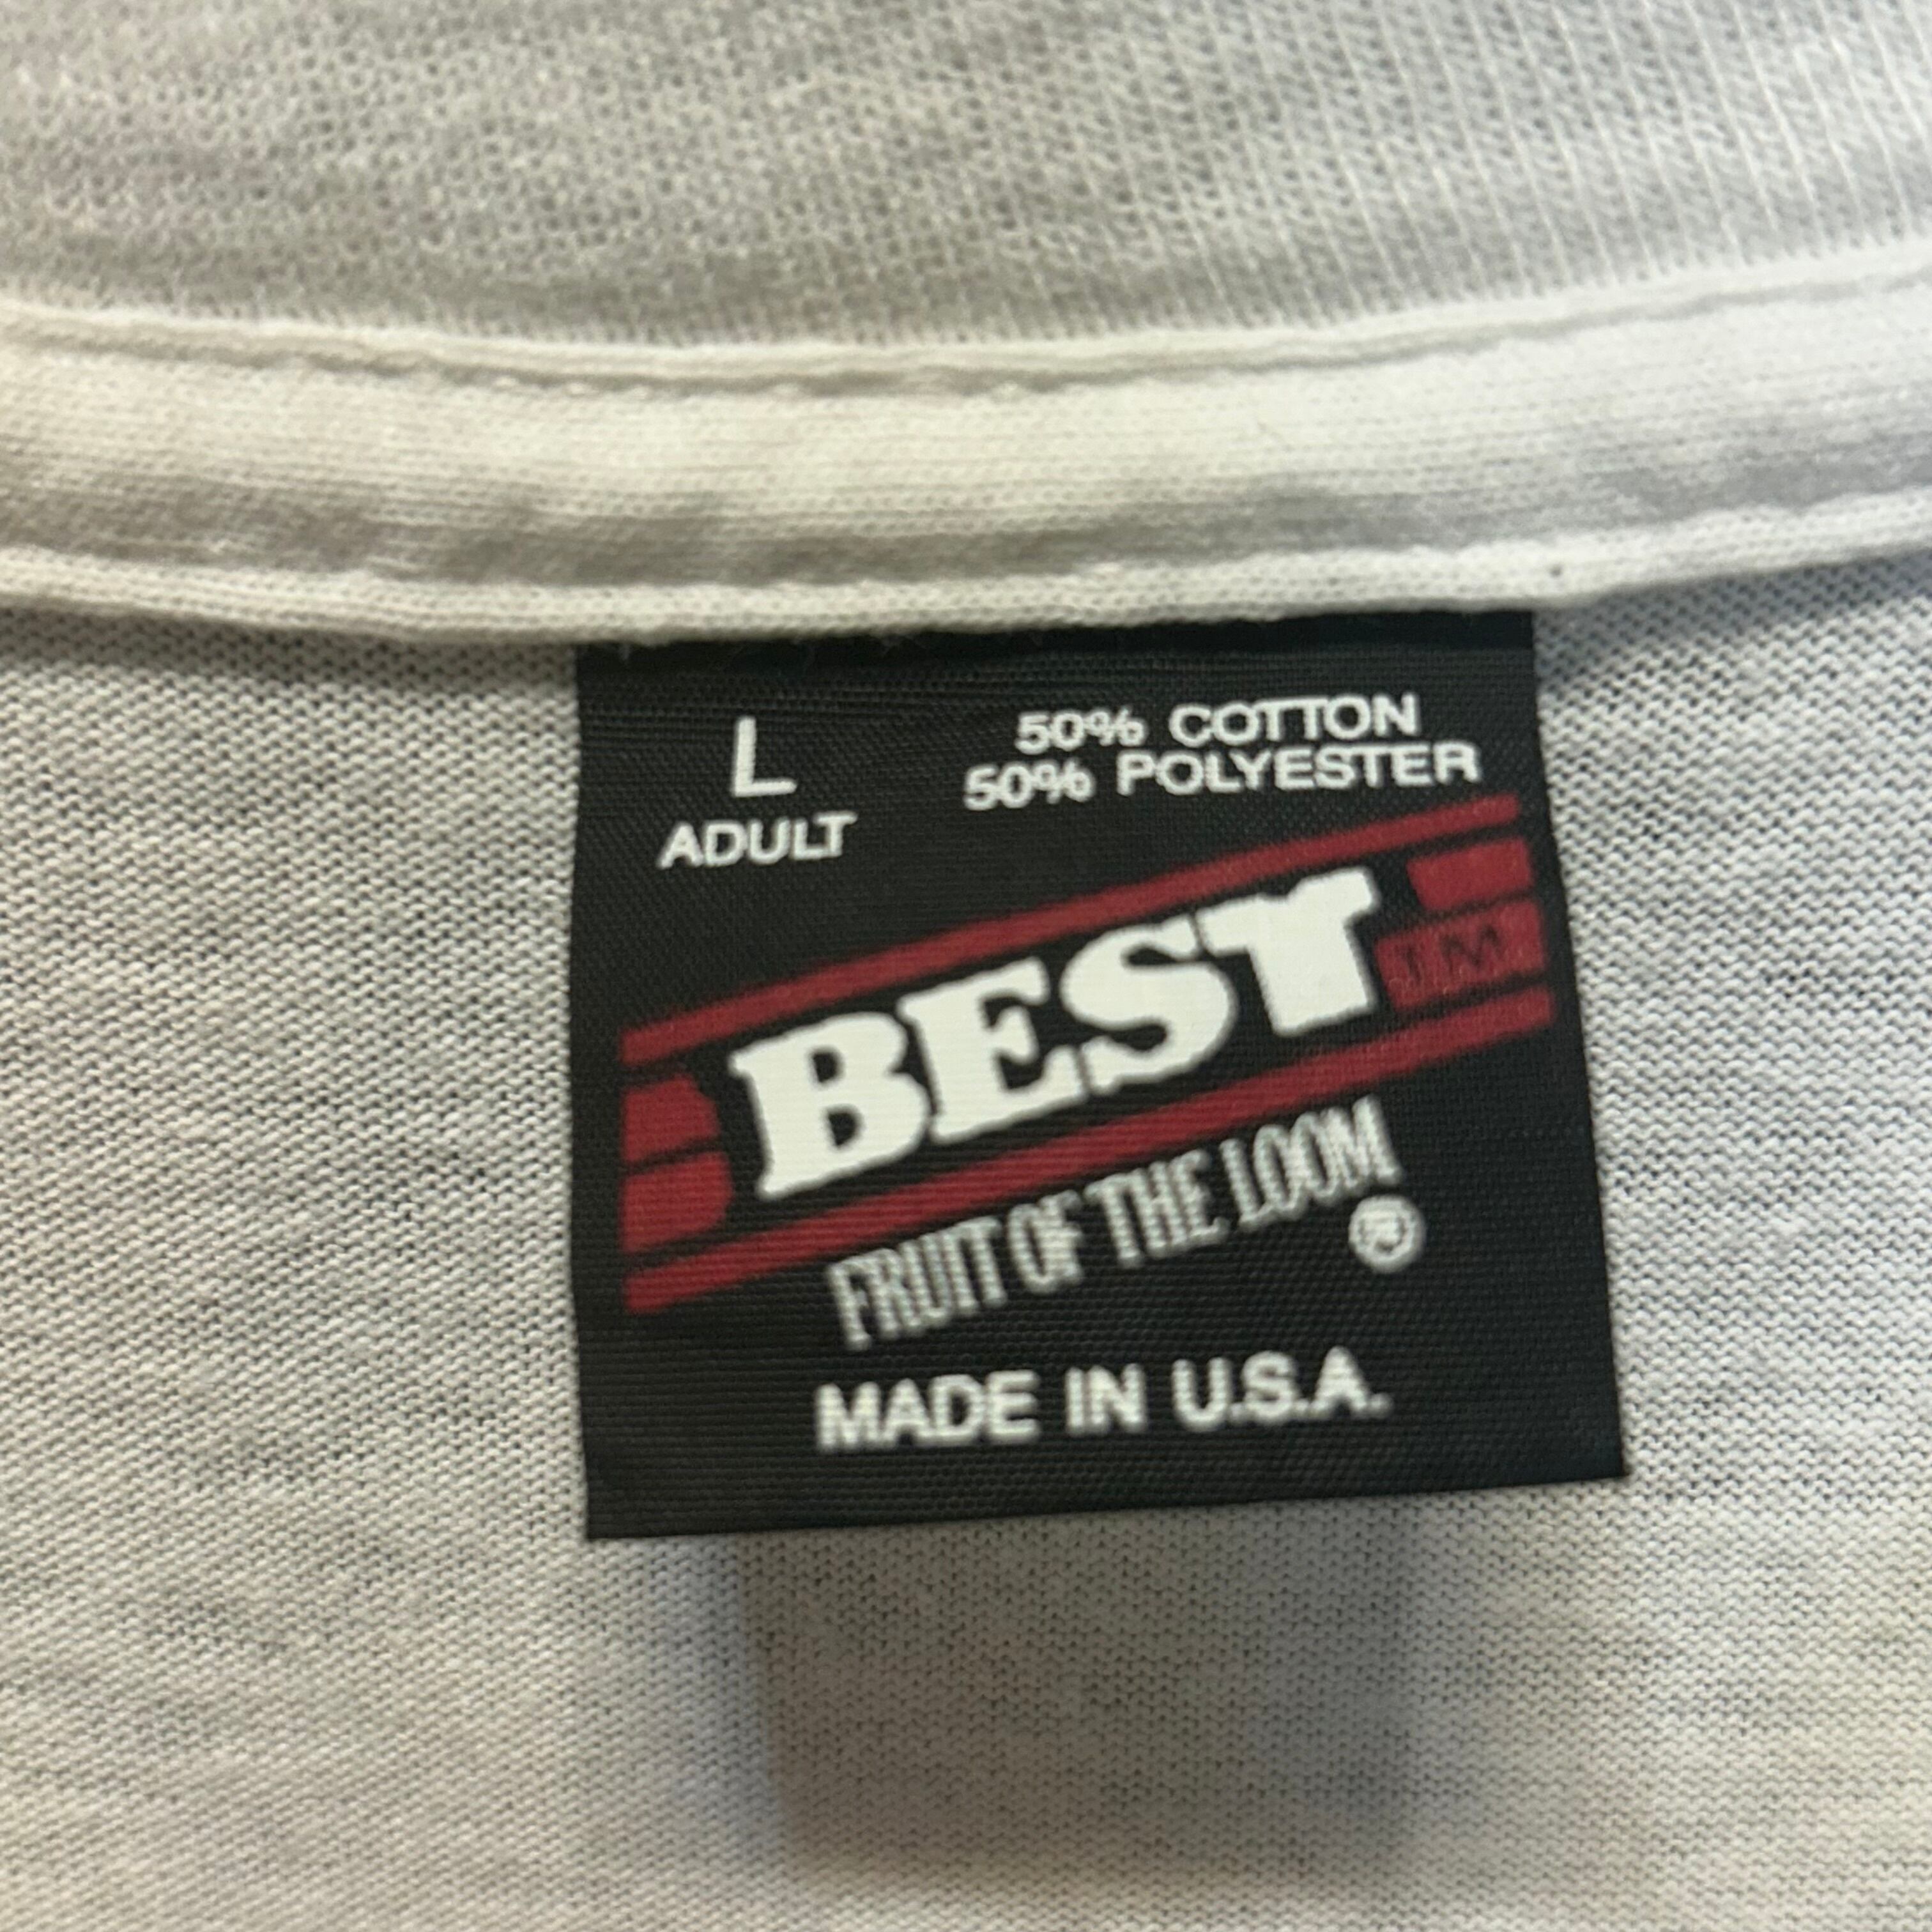 L
ADULT
50% COTTON
50% POLYESTER
BEST TM
FRUIT OF THE LOOM ®
MADE IN U.S.A.